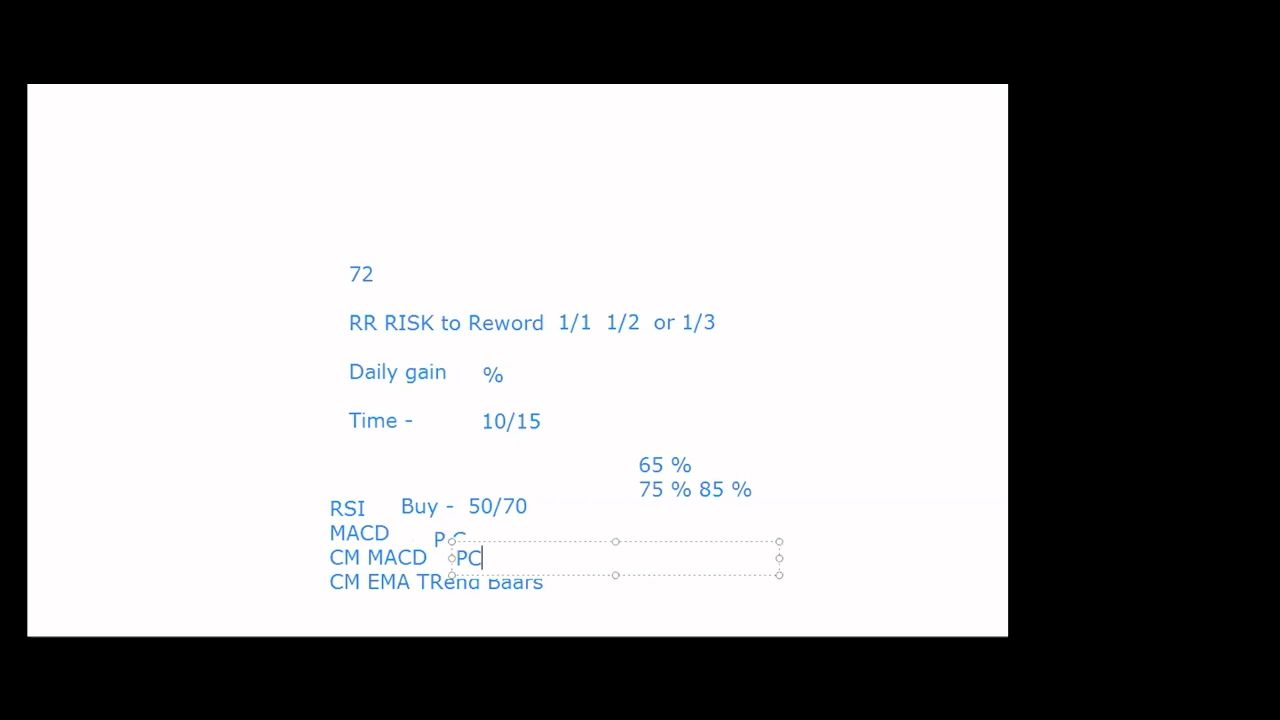 72
RR RISK to Reword 1/1 1/2 or 1/3
Daily gain %
Time - 10/15
65 %
75 % 85 %
RSI Buy - 50/70
MACD P C
CM MACD PC
CM EMA TRend Baars